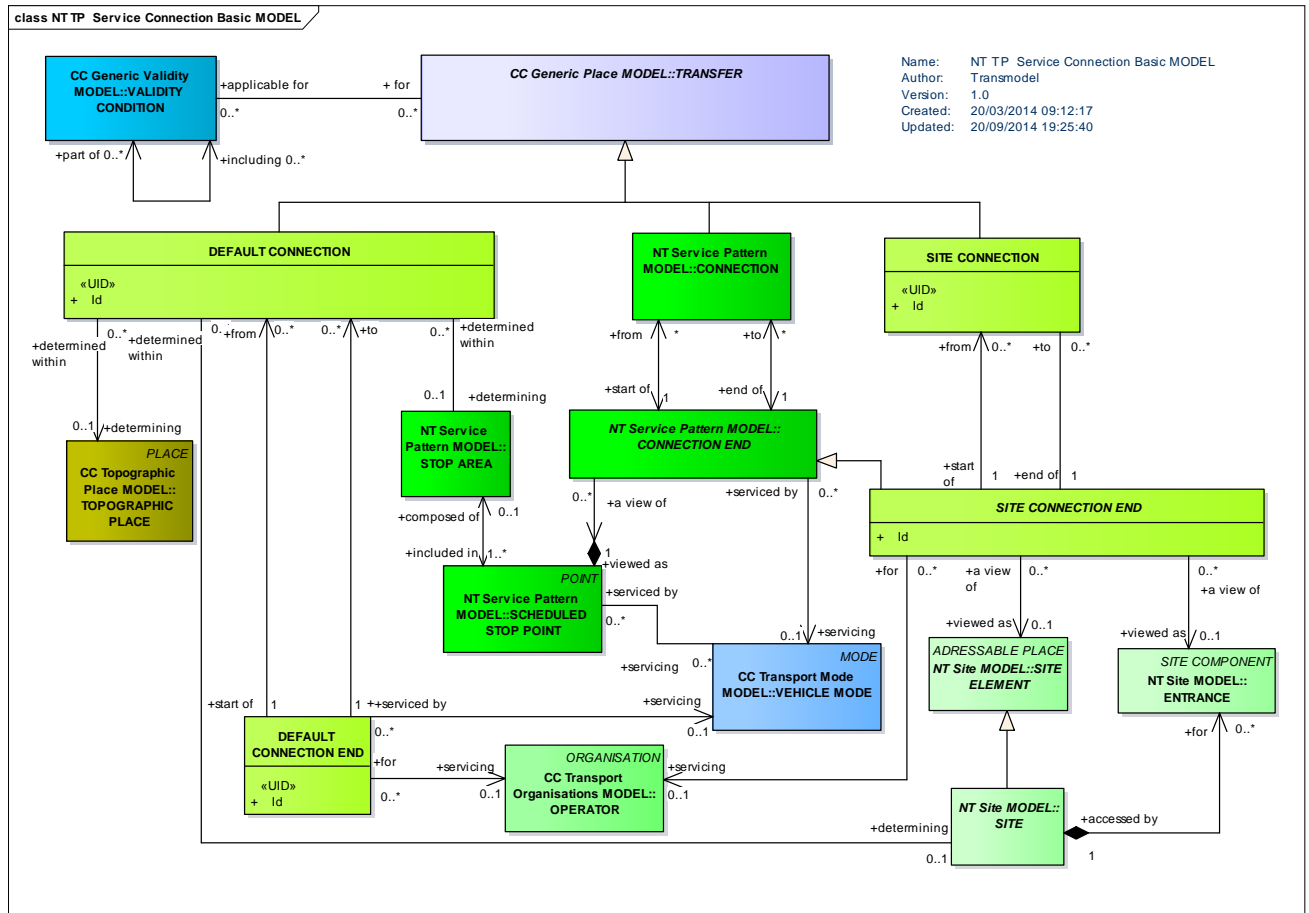 class NT TP  Service Connection Basic MODEL
CC Generic Validity
MODEL::VALIDITY
CONDITION
+applicable for
0..*
+ for
0..*
CC Generic Place MODEL::TRANSFER
Name: NT TP  Service Connection Basic MODEL
Author: Transmodel
Version: 1.0
Created: 20/03/2014 09:12:17
Updated: 20/09/2014 19:25:40
+part of 0..*
+including 0..*
DEFAULT CONNECTION
«UID»
+ Id
NT Service Pattern
MODEL::CONNECTION
SITE CONNECTION
«UID»
+ Id
0..*
+determined
within
0..*
+determined
within
+from
0..*
0..*
+to
0..*
+determined
within
+from
*
+to
*
+from
0..*
+to
0..*
+start of
1
+end of
1
0..1
+determining
0..1
+determining
NT Service
Pattern MODEL::
STOP AREA
NT Service Pattern MODEL::
CONNECTION END
PLACE
CC Topographic
Place MODEL::
TOPOGRAPHIC
PLACE
+start
of
1
+end of
1
0..*
+a view of
+serviced by
0..*
SITE CONNECTION END
+ Id
+composed of
0..1
+included in
1..*
1
+viewed as
POINT
NT Service Pattern
MODEL::SCHEDULED
STOP POINT
+serviced by
0..*
+for
0..*
+a view
of
0..*
0..*
+a view of
+viewed as
0..1
+viewed as
0..1
0..1
+servicing
+servicing
0..*
MODE
CC Transport Mode
MODEL::VEHICLE MODE
ADRESSABLE PLACE
NT Site MODEL::SITE
ELEMENT
SITE COMPONENT
NT Site MODEL::
ENTRANCE
+start of
1
1
++serviced by
0..*
+servicing
0..1
DEFAULT
CONNECTION END
«UID»
+ Id
+for
0..*
+servicing
0..1
ORGANISATION
CC Transport
Organisations MODEL::
OPERATOR
+servicing
0..1
+for
0..*
NT Site MODEL::
SITE
+determining
0..1
+accessed by
1